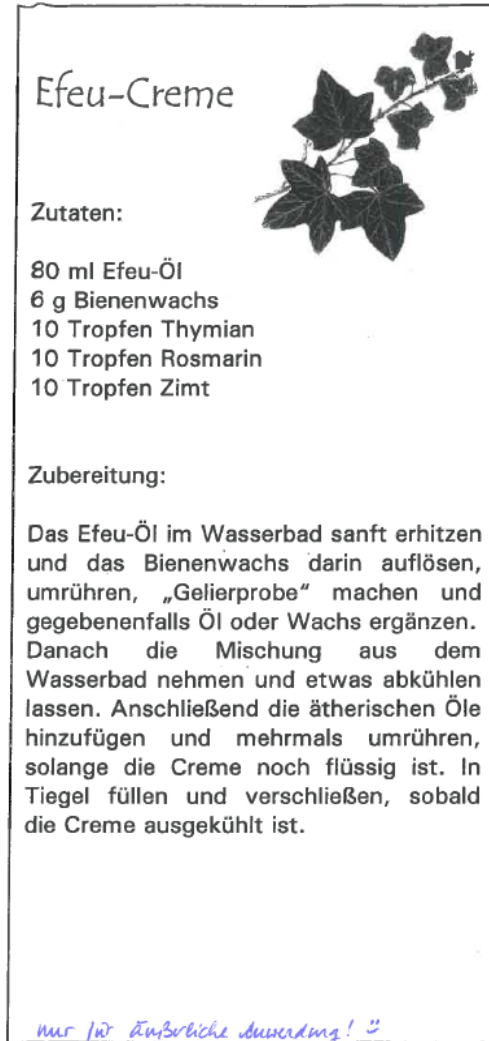 Efeu-Creme
Zutaten:
80 ml Efeu-Öl
6 g Bienenwachs
10 Tropfen Thymian
10 Tropfen Rosmarin
10 Tropfen Zimt
Zubereitung:
Das Efeu-Öl im Wasserbad sanft erhitzen
und das Bienenwachs darin auflösen,
umrühren, „Gelierprobe“ machen und
gegebenenfalls Öl oder Wachs ergänzen.
Danach die Mischung aus dem
Wasserbad nehmen und etwas abkühlen
lassen. Anschließend die ätherischen Öle
hinzufügen und mehrmals umrühren,
solange die Creme noch flüssig ist. In
Tiegel füllen und verschließen, sobald
die Creme ausgekühlt ist.
nur für äußerliche Anwendung! :)